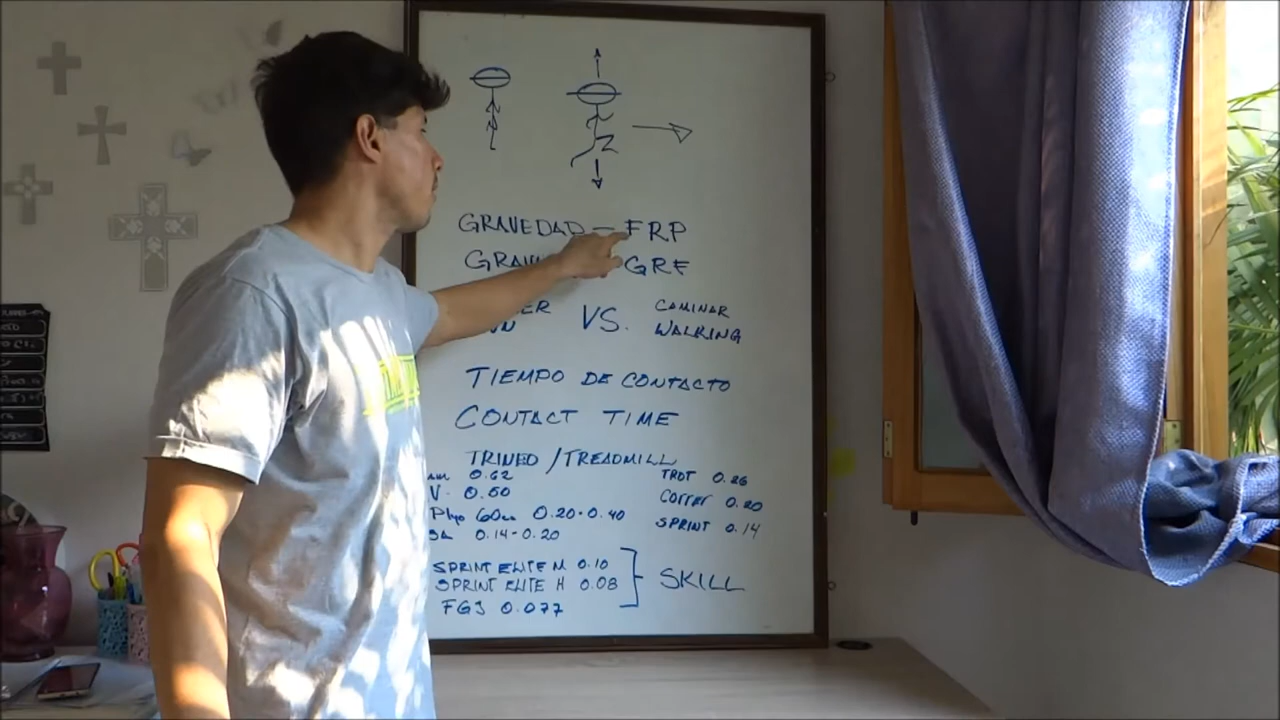 GRAVEDAD = FRP
GRF
VS.
CAMINAR
WALKING
TIEMPO DE CONTACTO
CONTACT TIME
TRINEO / TREADMILL
0.62
TROT 0.26
V. 0.50
CORRER 0.20
Plyo 60cm 0.20-0.40
SPRINT 0.14
0.14-0.20
SPRINT ELITE M 0.10
SPRINT ELITE H 0.08
SKILL
FGJ 0.077